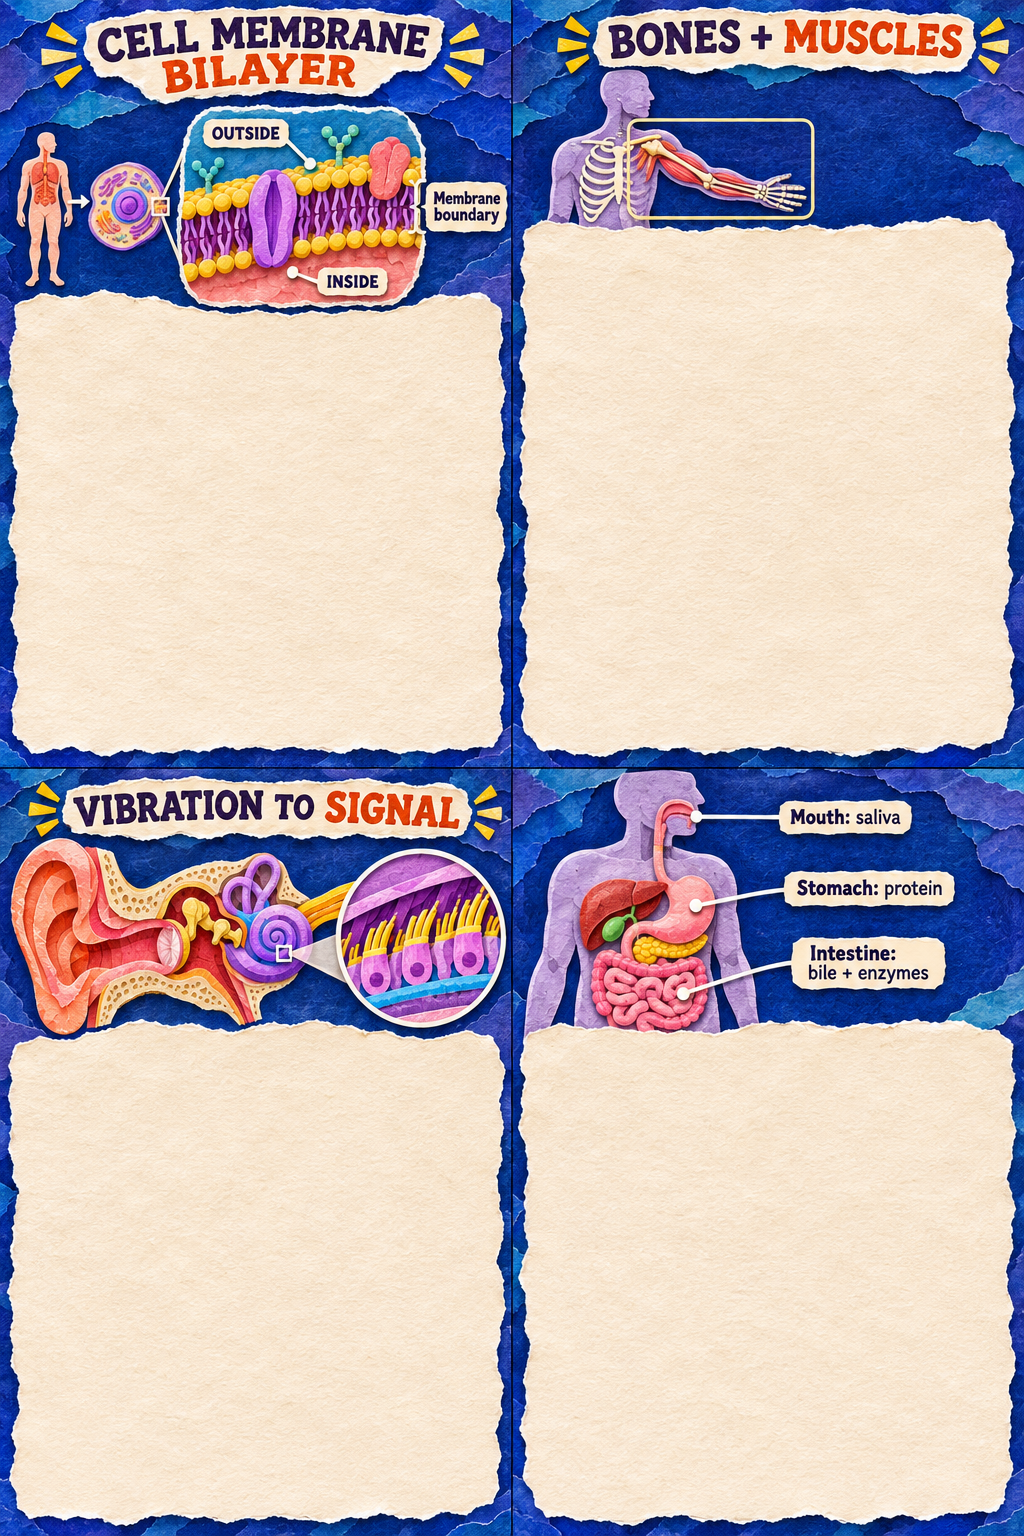 CELL MEMBRANE
BILAYER
OUTSIDE
Membrane
boundary
INSIDE
BONES + MUSCLES
VIBRATION TO SIGNAL
Mouth: saliva
Stomach: protein
Intestine:
bile + enzymes